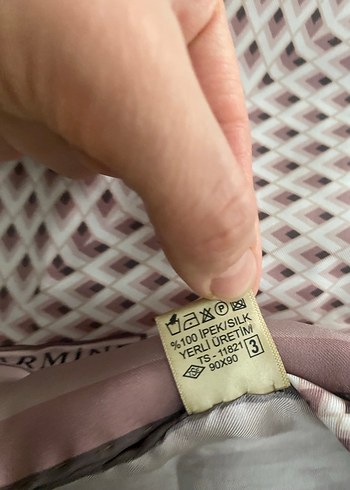 %100 İPEK/SILK
YERLİ ÜRETİM
TS - 11821
90X90
3